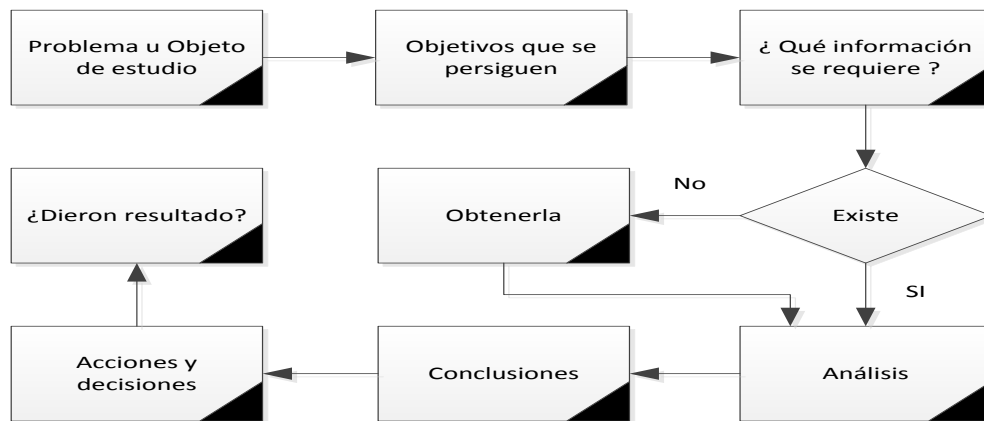 Problema u Objeto
de estudio
Objetivos que se
persiguen
¿ Qué información
se requiere ?
¿Dieron resultado?
Obtenerla
No
Existe
SI
Acciones y
decisiones
Conclusiones
Análisis